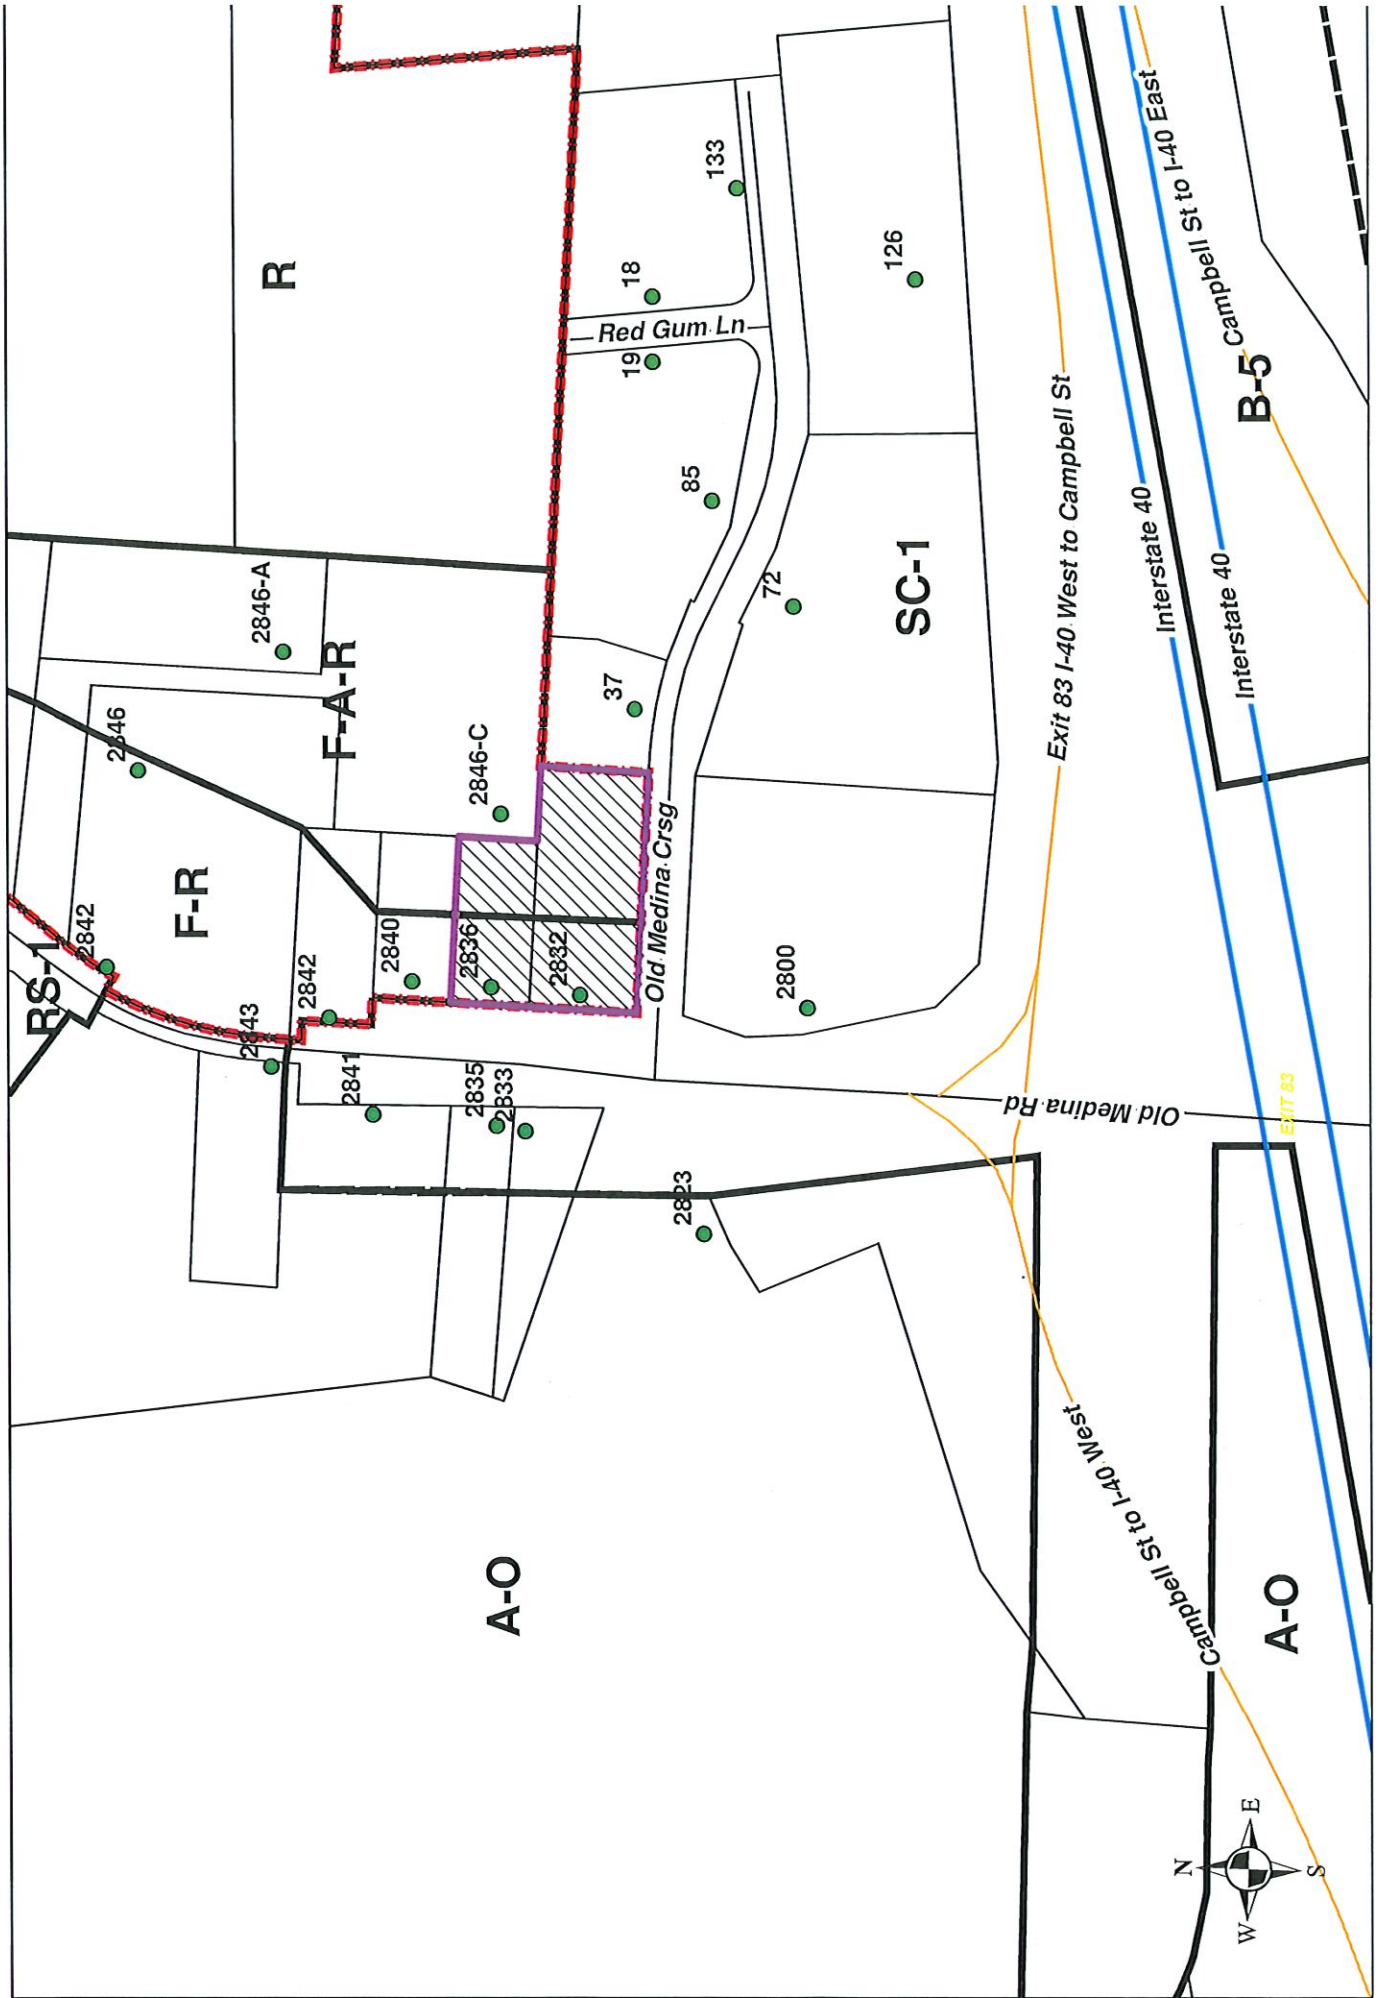 RS-1
2842
F-R
2846
2846-A
F-A-R
R
2843
2842
2840
2836
2832
2846-C
37
85
19
Red Gum Ln
18
133
2841
2835
2833
Old Medina Crsg
72
126
SC-1
2800
2823
A-O
Old Medina Rd
Exit 83 I-40 West to Campbell St
Interstate 40
Interstate 40
Campbell St to I-40 East
B-5
EXIT 83
Campbell St to I-40 West
A-O
N
W
E
S